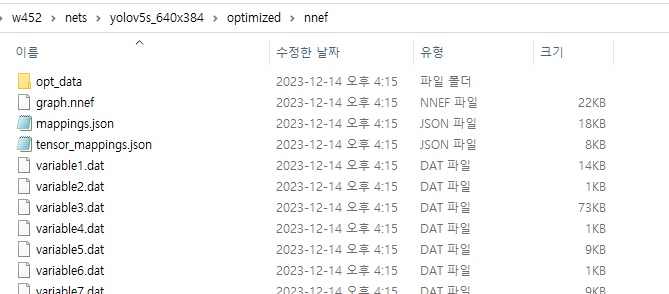 w452 > nets > yolov5s_640x384 > optimized > nnef
이름 수정한 날짜 유형 크기
opt_data 2023-12-14 오후 4:15 파일 폴더
graph.nnef 2023-12-14 오후 4:15 NNEF 파일 22KB
mappings.json 2023-12-14 오후 4:15 JSON 파일 18KB
tensor_mappings.json 2023-12-14 오후 4:15 JSON 파일 8KB
variable1.dat 2023-12-14 오후 4:15 DAT 파일 14KB
variable2.dat 2023-12-14 오후 4:15 DAT 파일 1KB
variable3.dat 2023-12-14 오후 4:15 DAT 파일 73KB
variable4.dat 2023-12-14 오후 4:15 DAT 파일 1KB
variable5.dat 2023-12-14 오후 4:15 DAT 파일 9KB
variable6.dat 2023-12-14 오후 4:15 DAT 파일 1KB
variable7.dat 2023-12-14 오후 4:15 DAT 파일 9KB